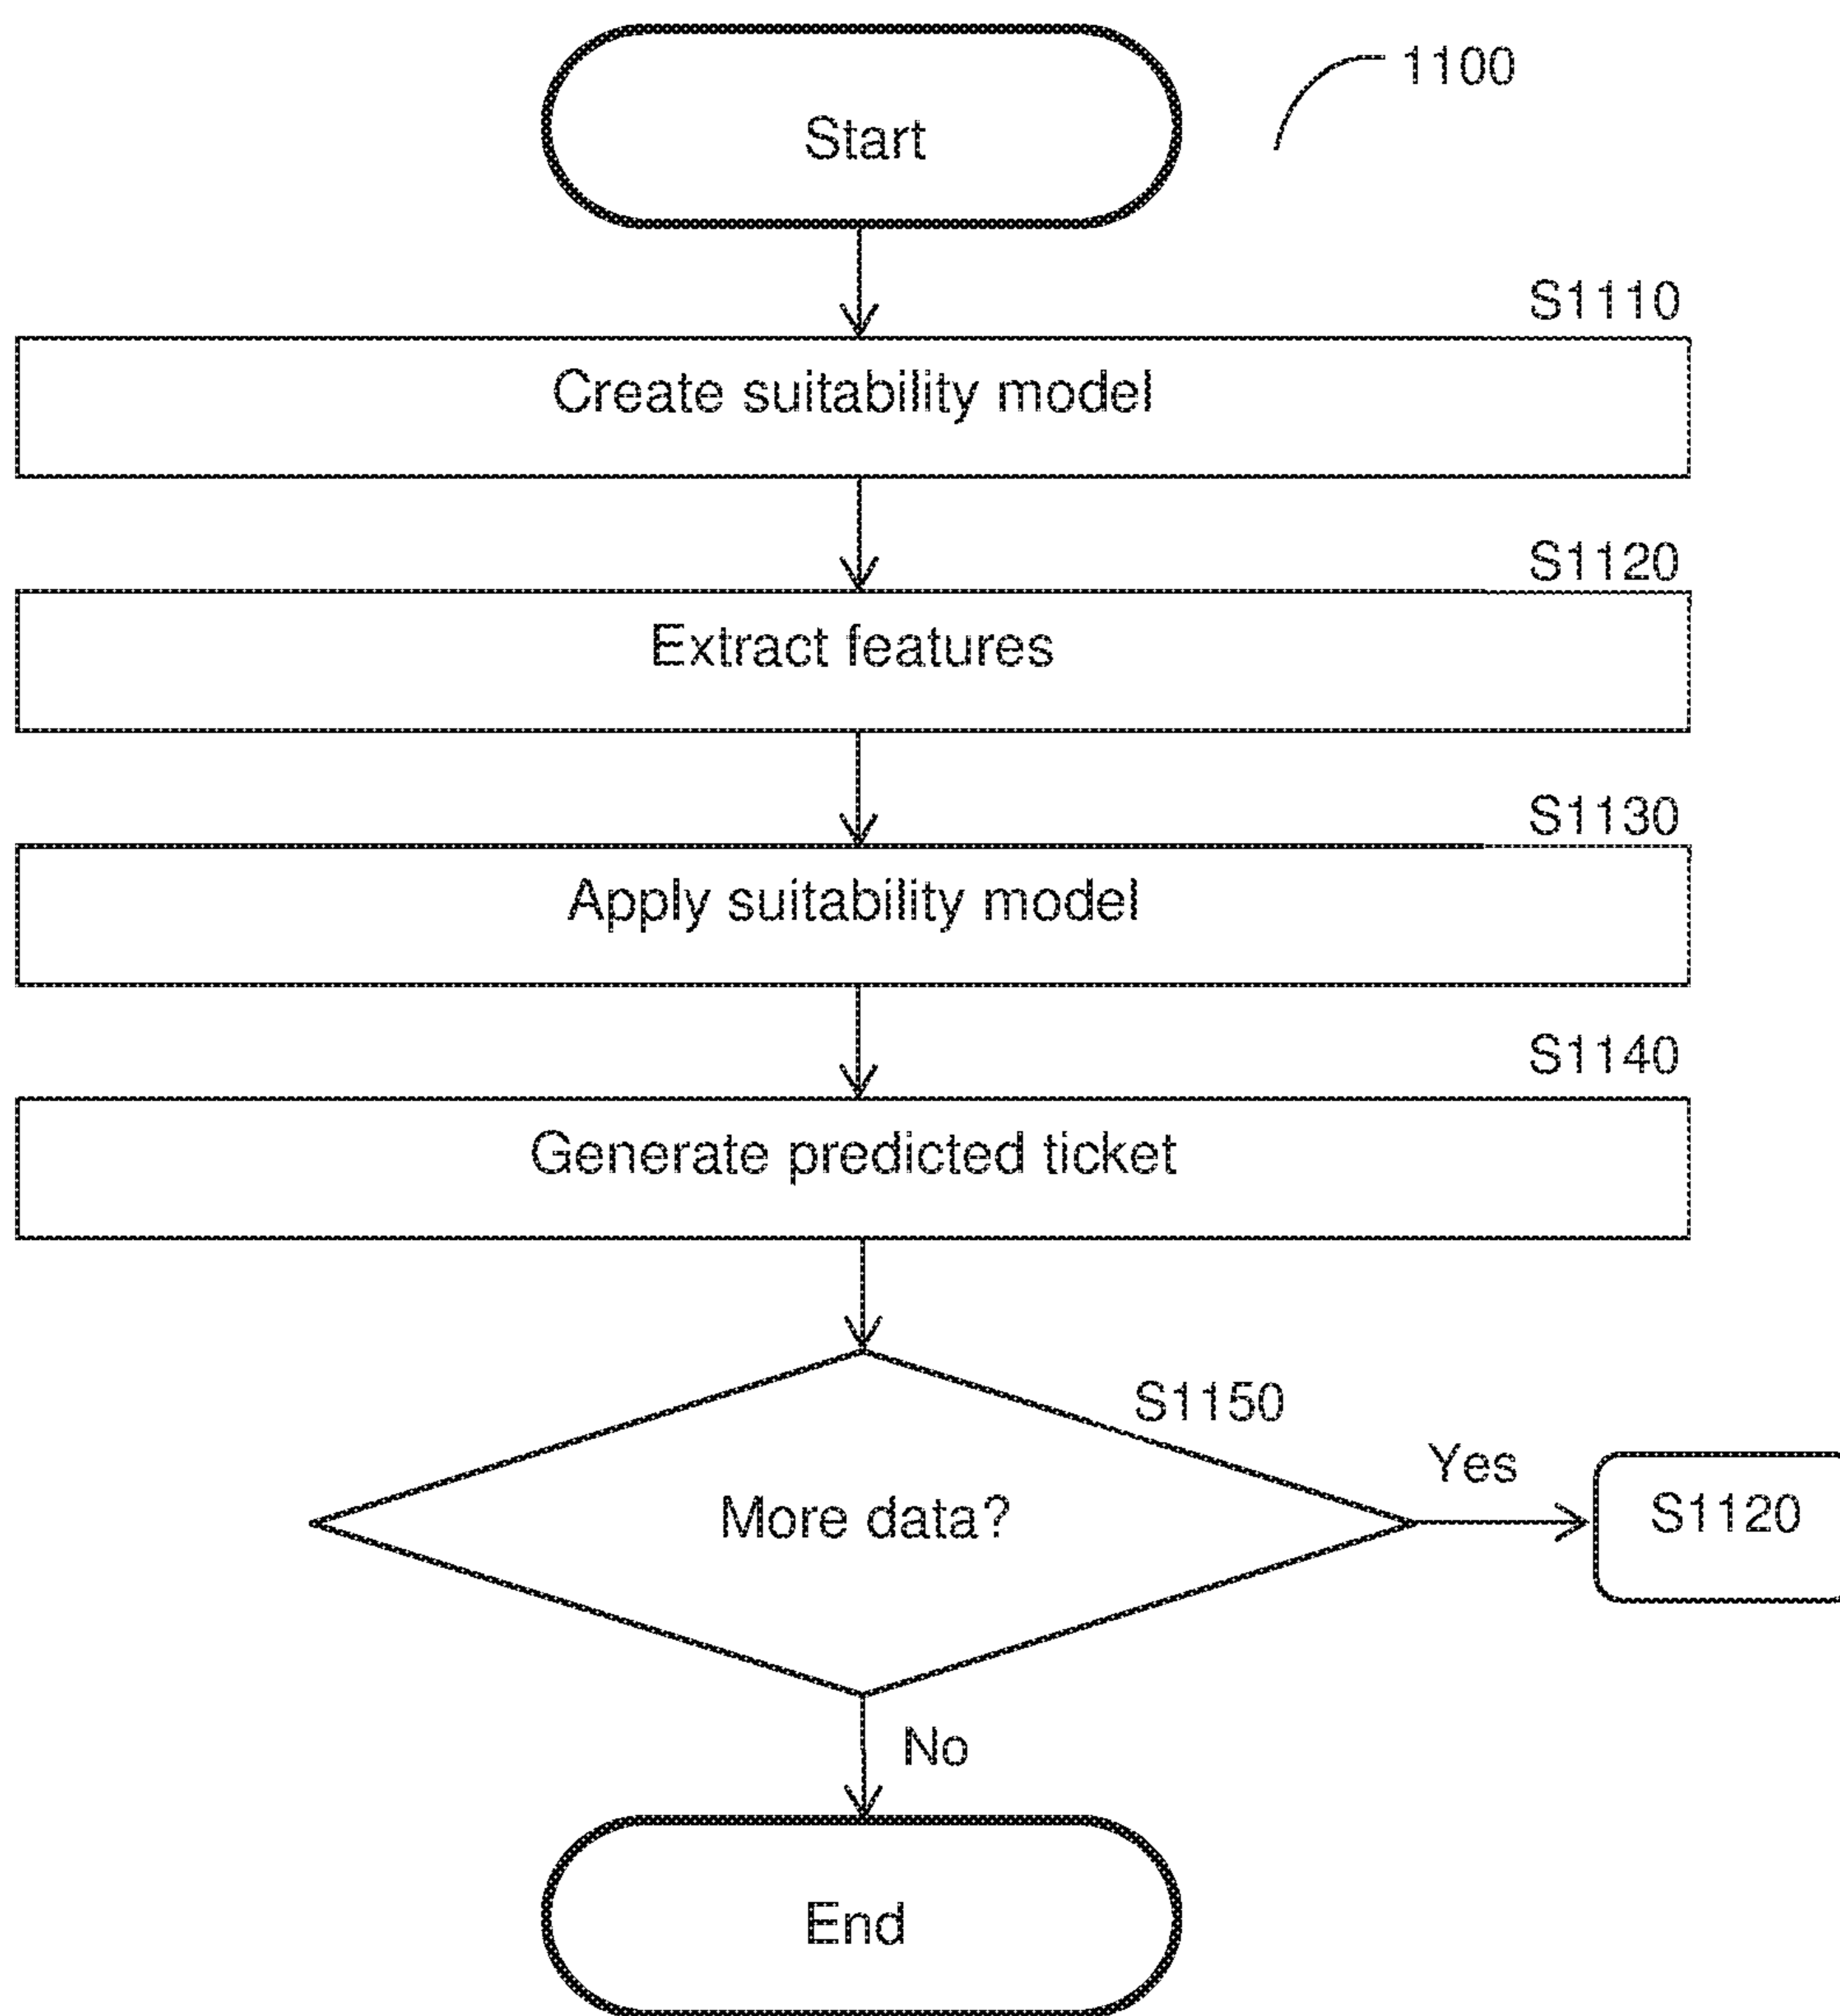 Start
1100
S1110
Create suitability model
S1120
Extract features
S1130
Apply suitability model
S1140
Generate predicted ticket
S1150
More data?
Yes
S1120
No
End